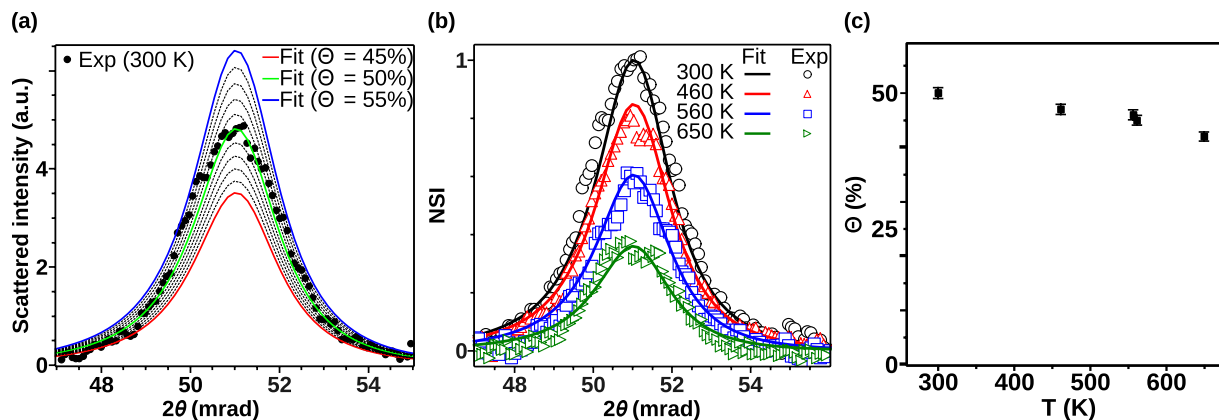 (a)
Exp (300 K)
Fit (Θ = 45%)
Fit (Θ = 50%)
Fit (Θ = 55%)
Scattered intensity (a.u.)
4
2
0
48 50 52 54
2θ (mrad)
(b)
Fit Exp
300 K
460 K
560 K
650 K
NSI
1
0
48 50 52 54
2θ (mrad)
(c)
Θ (%)
50
25
0
300 400 500 600
T (K)